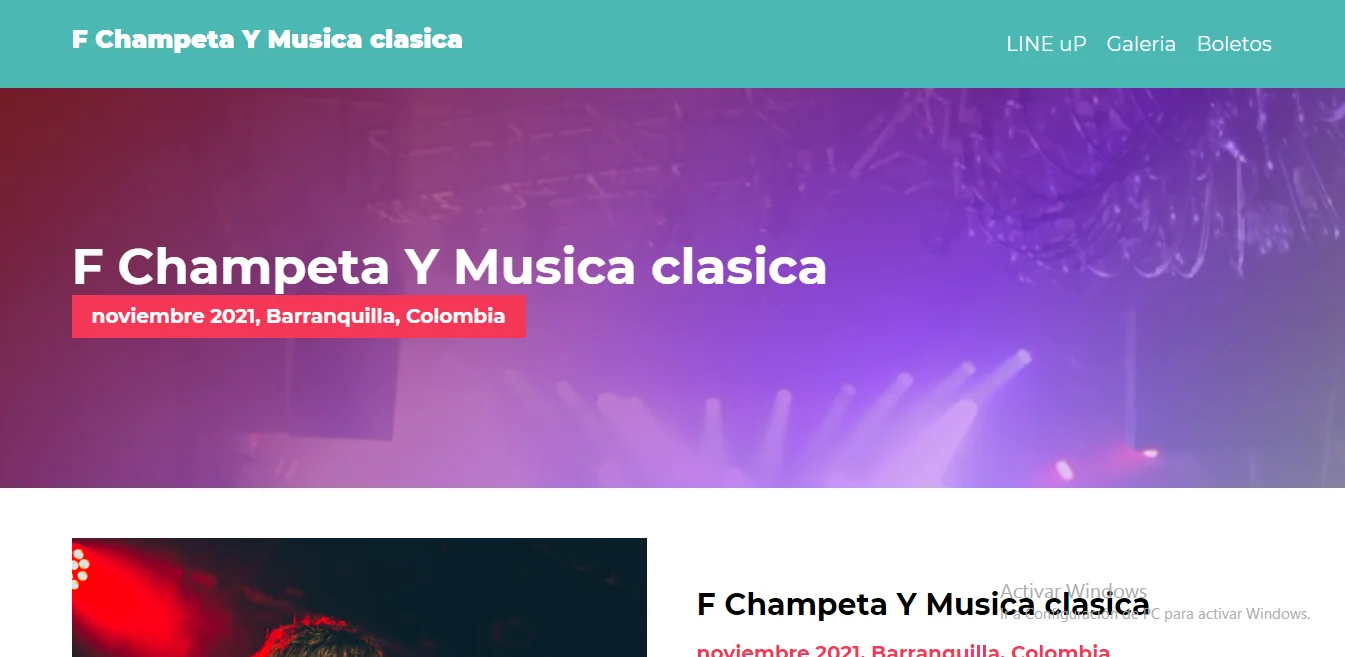 F Champeta Y Musica clasica
LINE uP Galeria Boletos
F Champeta Y Musica clasica
noviembre 2021, Barranquilla, Colombia
Activar Windows
F Champeta Y Musica clasica
Ir a Configuración de PC para activar Windows.
noviembre 2021, Barranquilla, Colombia